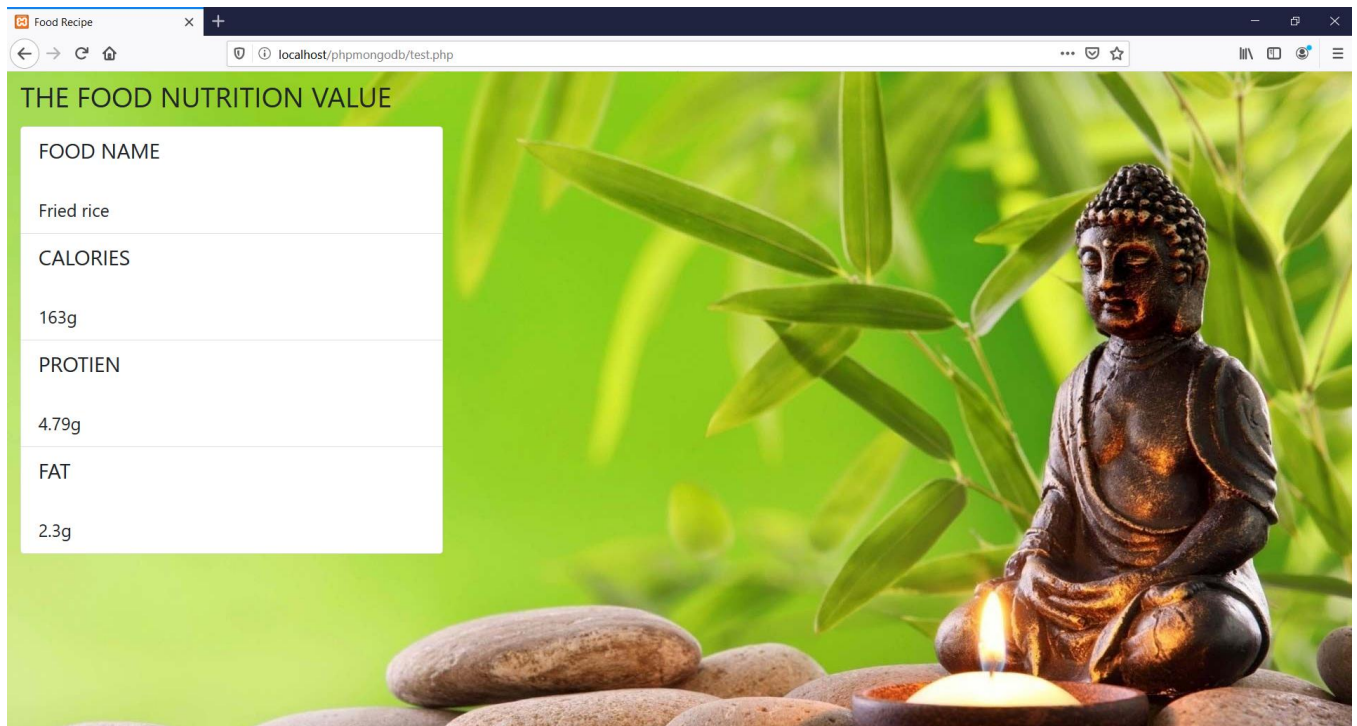 Food Recipe
localhost/phpmongodb/test.php
THE FOOD NUTRITION VALUE
FOOD NAME
Fried rice
CALORIES
163g
PROTIEN
4.79g
FAT
2.3g